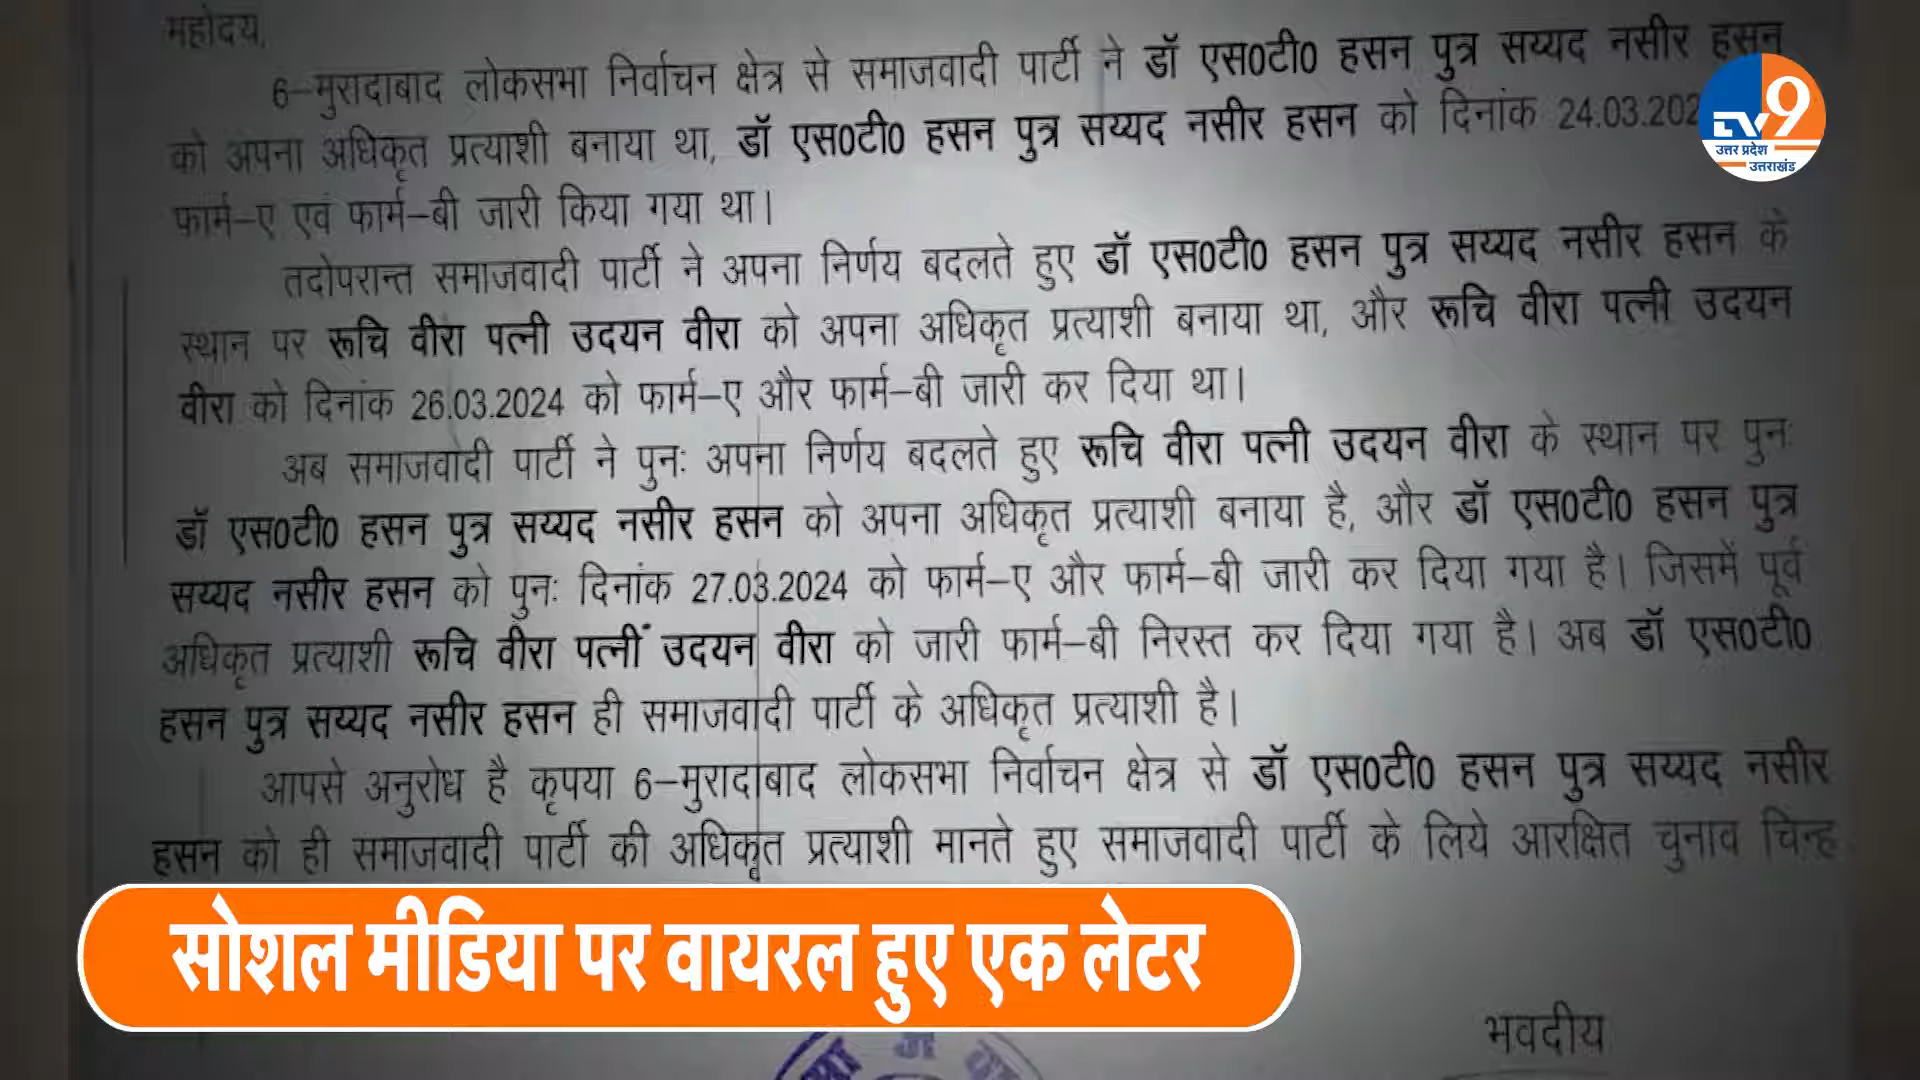 महोदय,
6–मुरादाबाद लोकसभा निर्वाचन क्षेत्र से समाजवादी पार्टी ने डॉ एस0टी0 हसन पुत्र सय्यद नसीर हसन
को अपना अधिकृत प्रत्याशी बनाया था, डॉ एस0टी0 हसन पुत्र सय्यद नसीर हसन को दिनांक 24.03.202
फार्म–ए एवं फार्म–बी जारी किया गया था।
तदोपरान्त समाजवादी पार्टी ने अपना निर्णय बदलते हुए डॉ एस0टी0 हसन पुत्र सय्यद नसीर हसन के
स्थान पर रूचि वीरा पत्नी उदयन वीरा को अपना अधिकृत प्रत्याशी बनाया था, और रूचि वीरा पत्नी उदयन
वीरा को दिनांक 26.03.2024 को फार्म–ए और फार्म–बी जारी कर दिया था।
अब समाजवादी पार्टी ने पुनः अपना निर्णय बदलते हुए रूचि वीरा पत्नी उदयन वीरा के स्थान पर पुनः
डॉ एस0टी0 हसन पुत्र सय्यद नसीर हसन को अपना अधिकृत प्रत्याशी बनाया है, और डॉ एस0टी0 हसन पुत्र
सय्यद नसीर हसन को पुनः दिनांक 27.03.2024 को फार्म–ए और फार्म–बी जारी कर दिया गया है। जिसमें पूर्व
अधिकृत प्रत्याशी रूचि वीरा पत्नीं उदयन वीरा को जारी फार्म–बी निरस्त कर दिया गया है। अब डॉ एस0टी0
हसन पुत्र सय्यद नसीर हसन ही समाजवादी पार्टी के अधिकृत प्रत्याशी है।
आपसे अनुरोध है कृपया 6–मुरादाबाद लोकसभा निर्वाचन क्षेत्र से डॉ एस0टी0 हसन पुत्र सय्यद नसीर
हसन को ही समाजवादी पार्टी की अधिकृत प्रत्याशी मानते हुए समाजवादी पार्टी के लिये आरक्षित चुनाव चिन्ह
भवदीय
TV9
उत्तर प्रदेश
उत्तराखंड
सोशल मीडिया पर वायरल हुए एक लेटर